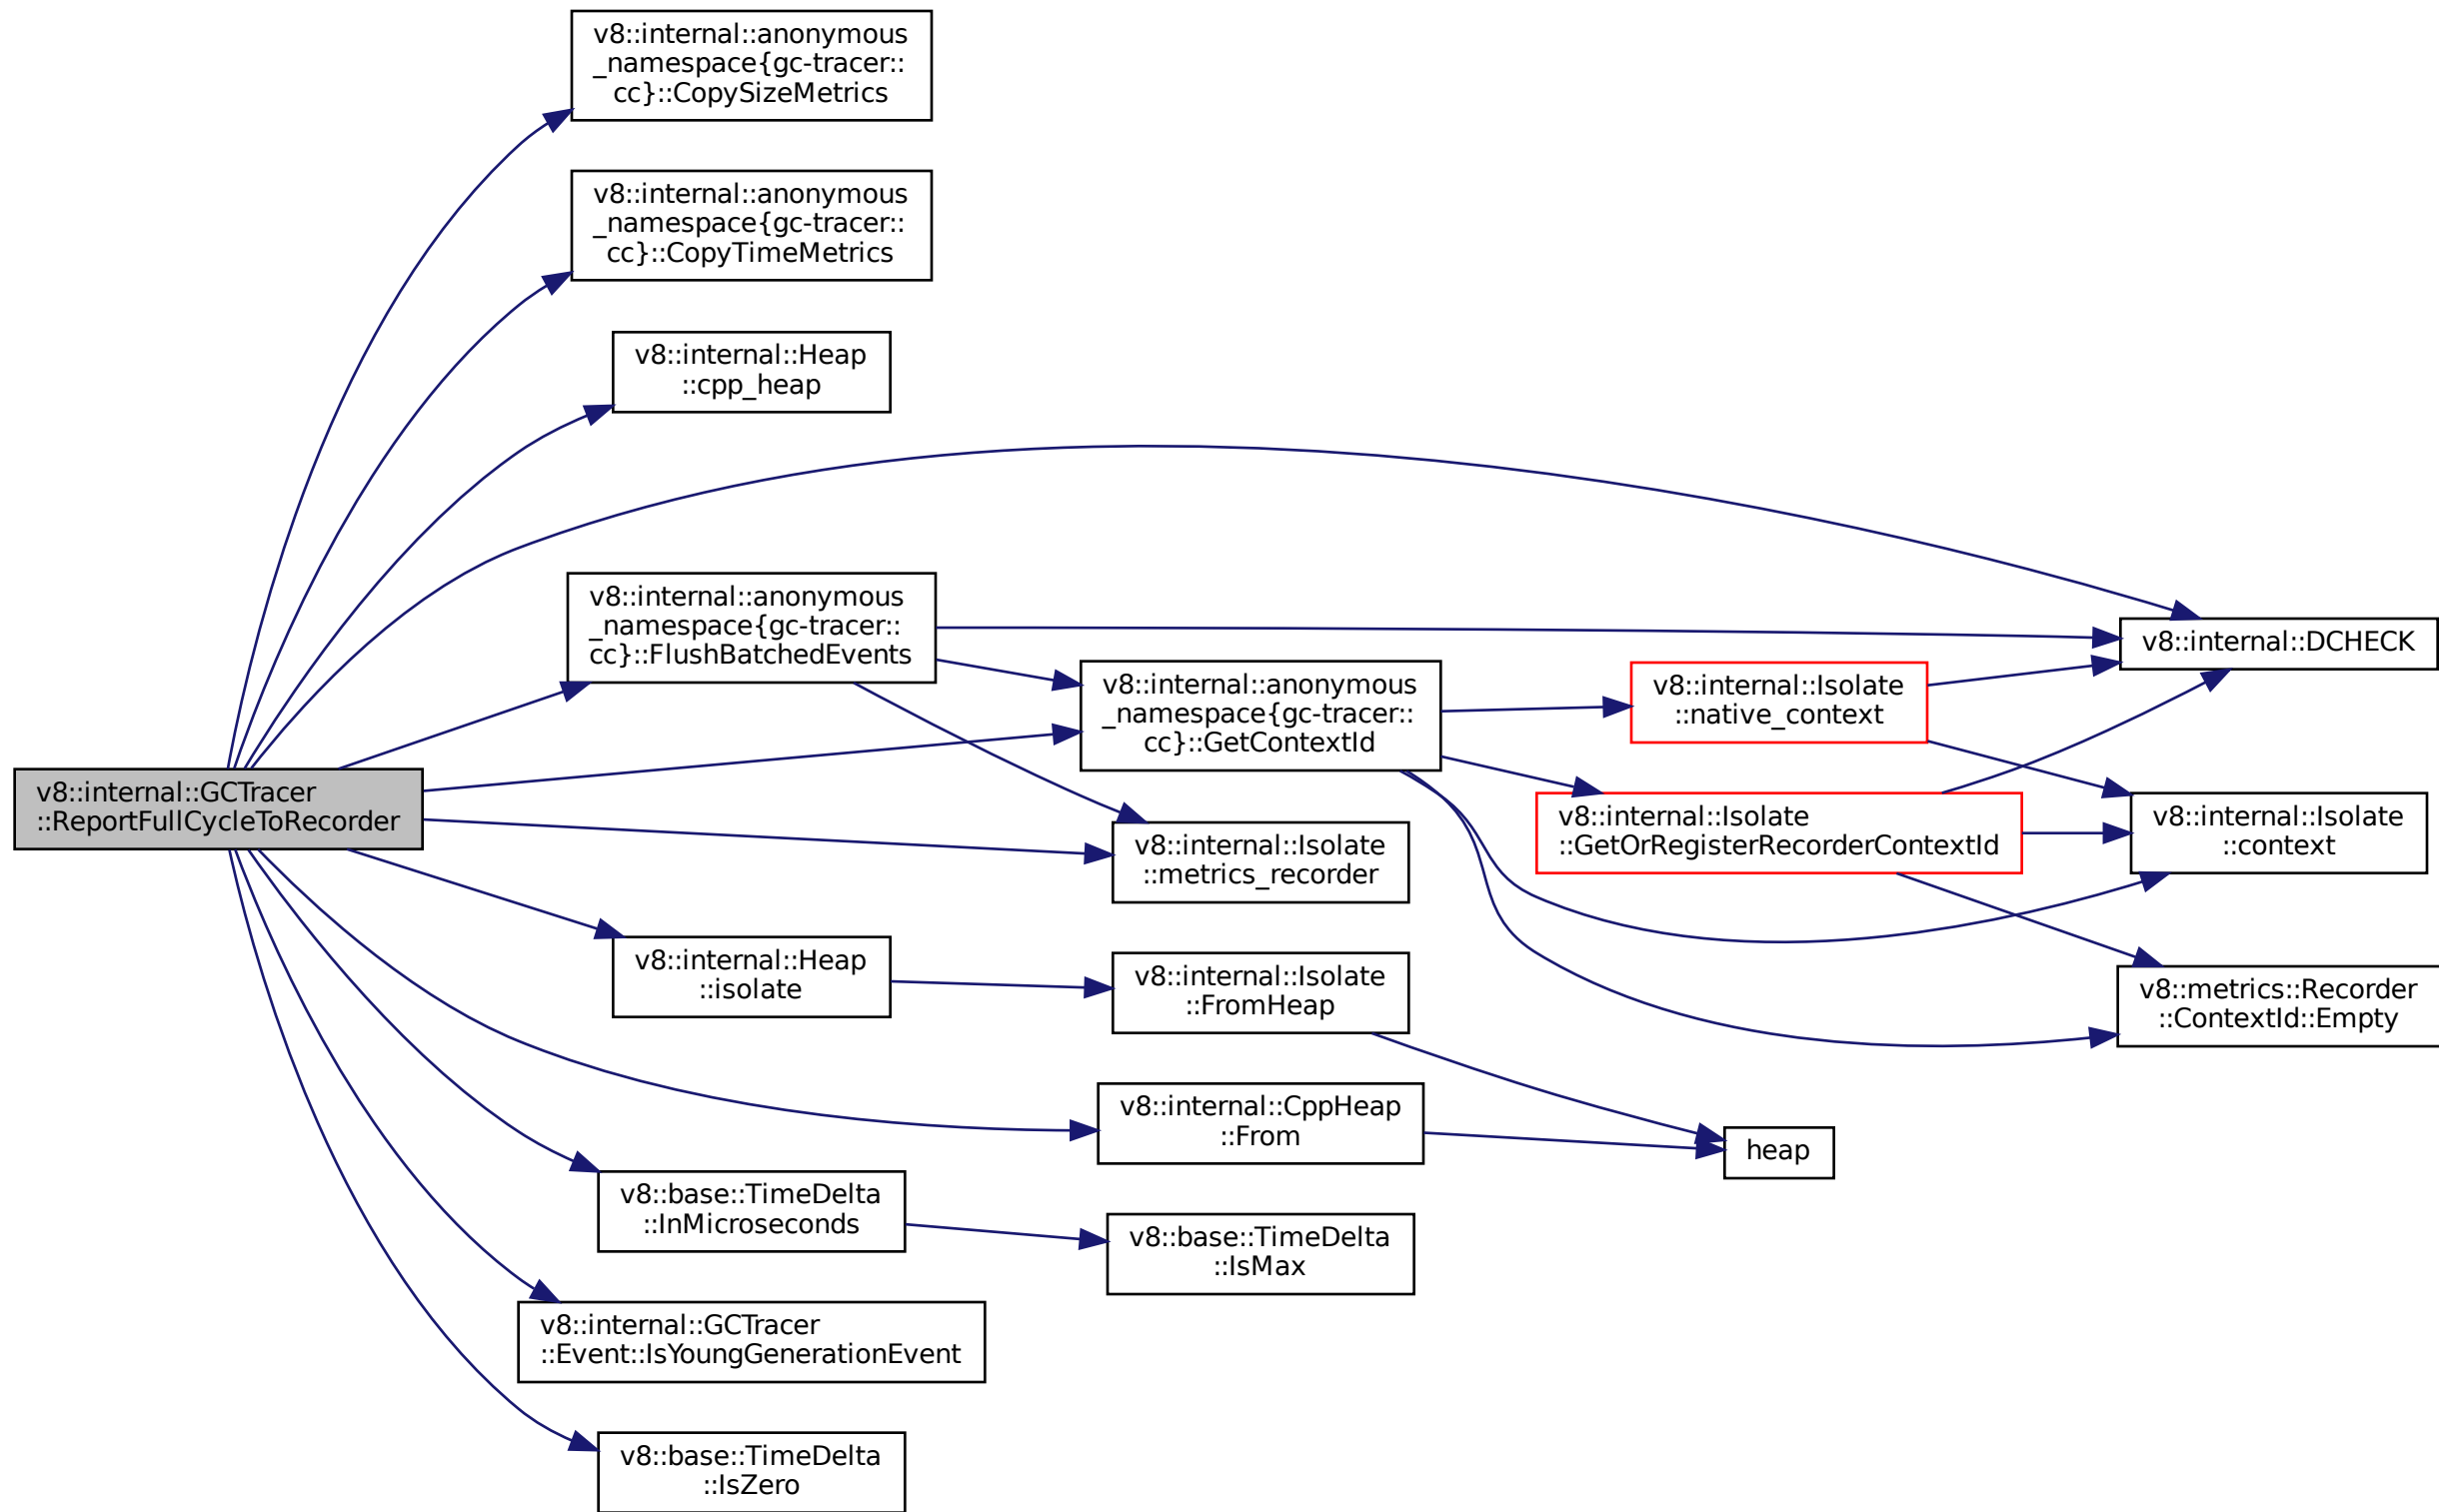 v8::internal::anonymous
_namespace{gc-tracer::
cc}::CopySizeMetrics
v8::internal::anonymous
_namespace{gc-tracer::
cc}::CopyTimeMetrics
v8::internal::Heap
::cpp_heap
v8::internal::anonymous
_namespace{gc-tracer::
cc}::FlushBatchedEvents
v8::internal::DCHECK
v8::internal::anonymous
_namespace{gc-tracer::
cc}::GetContextId
v8::internal::Isolate
::native_context
v8::internal::GCTracer
::ReportFullCycleToRecorder
v8::internal::Isolate
::GetOrRegisterRecorderContextId
v8::internal::Isolate
::context
v8::internal::Isolate
::metrics_recorder
v8::internal::Heap
::isolate
v8::internal::Isolate
::FromHeap
v8::metrics::Recorder
::ContextId::Empty
v8::internal::CppHeap
::From
heap
v8::base::TimeDelta
::InMicroseconds
v8::base::TimeDelta
::IsMax
v8::internal::GCTracer
::Event::IsYoungGenerationEvent
v8::base::TimeDelta
::IsZero